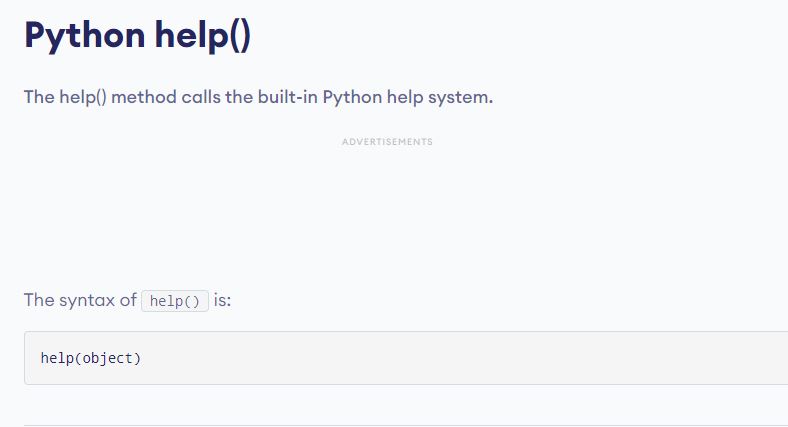 Python help()
The help() method calls the built-in Python help system.
ADVERTISEMENTS
The syntax of help() is:
help(object)